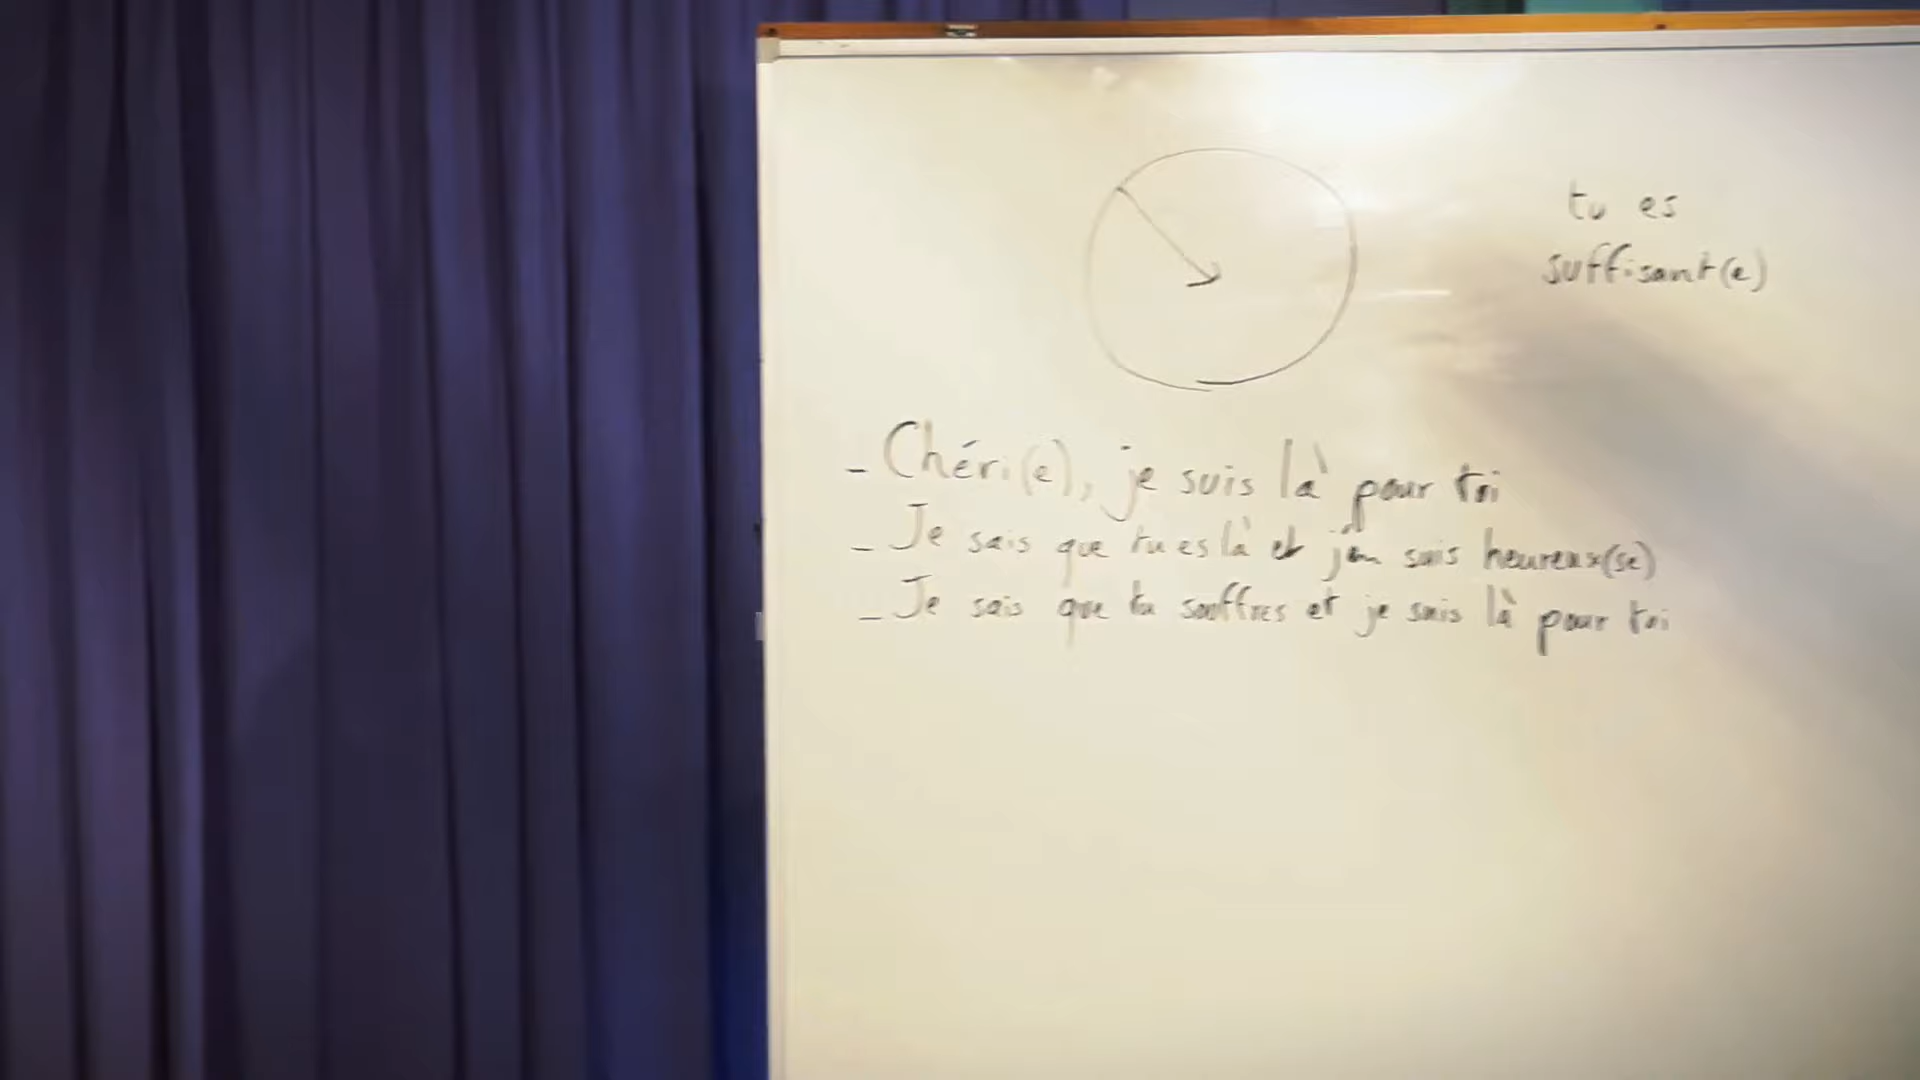 tu es
suffisant(e)
- Chéri(e), je suis là pour toi
- Je sais que tu es là et j'en suis heureux(se)
- Je sais que tu souffres et je suis là pour toi